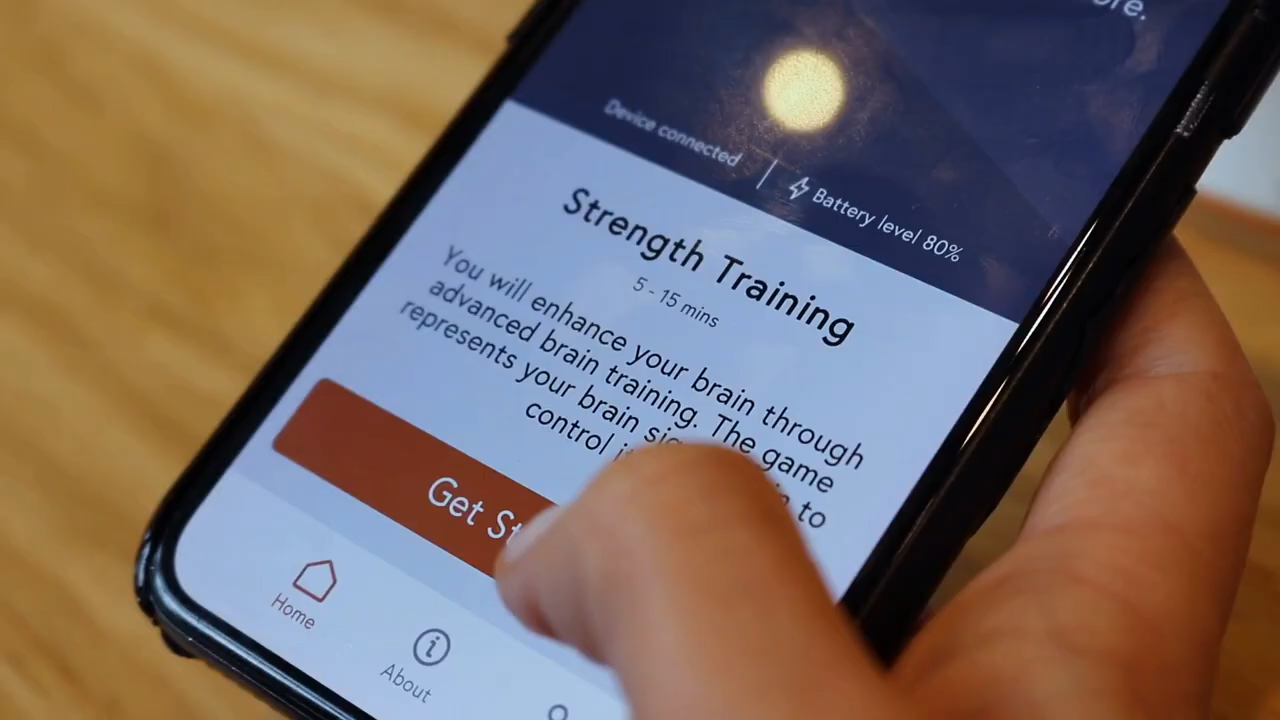 Device connected | Battery level 80%
Strength Training
5 - 15 mins
You will enhance your brain through
advanced brain training. The game
represents your brain
control to
Get
Home
About